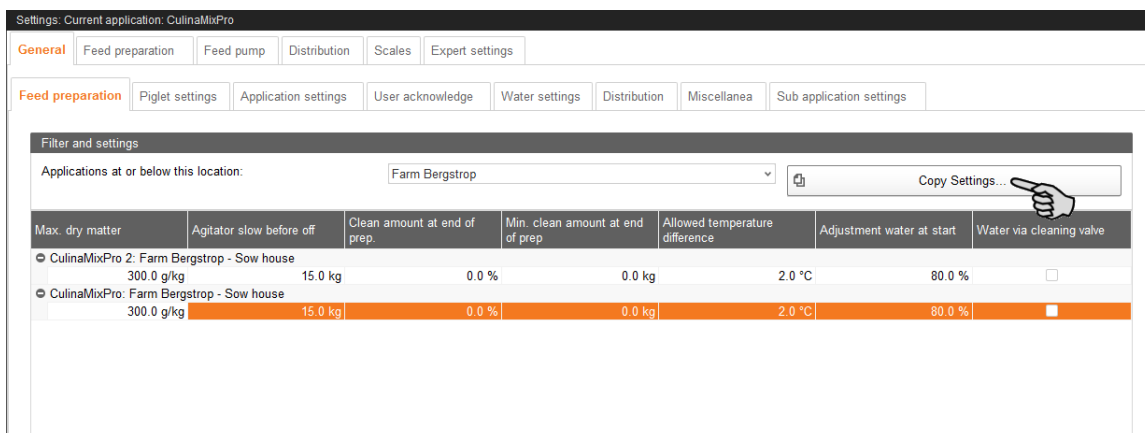 Settings: Current application: CulinaMixPro
General Feed preparation Feed pump Distribution Scales Expert settings
Feed preparation Piglet settings Application settings User acknowledge Water settings Distribution Miscellanea Sub application settings
Filter and settings
Applications at or below this location: Farm Bergstrop Copy Settings...
Max. dry matter Agitator slow before off Clean amount at end of prep. Min. clean amount at end of prep Allowed temperature difference Adjustment water at start Water via cleaning valve
CulinaMixPro 2: Farm Bergstrop - Sow house
300.0 g/kg 15.0 kg 0.0 % 0.0 kg 2.0 °C 80.0 %
CulinaMixPro: Farm Bergstrop - Sow house
300.0 g/kg 15.0 kg 0.0 % 0.0 kg 2.0 °C 80.0 %